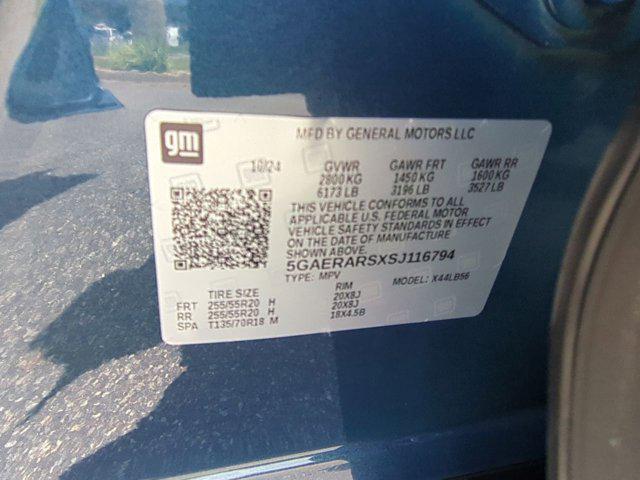 gm
MFD BY GENERAL MOTORS LLC
10/24 GVWR GAWR FRT GAWR RR
2800 KG 1450 KG 1600 KG
6173 LB 3196 LB 3527 LB
THIS VEHICLE CONFORMS TO ALL
APPLICABLE U.S. FEDERAL MOTOR
VEHICLE SAFETY STANDARDS IN EFFECT
ON THE DATE OF MANUFACTURE
SHOWN ABOVE.
5GAERARSXSJ116794
TYPE: MPV MODEL: X44LB56
TIRE SIZE RIM
FRT 255/55R20 H 20X8J
RR 255/55R20 H 20X8J
SPA T135/70R18 M 18X4.5B